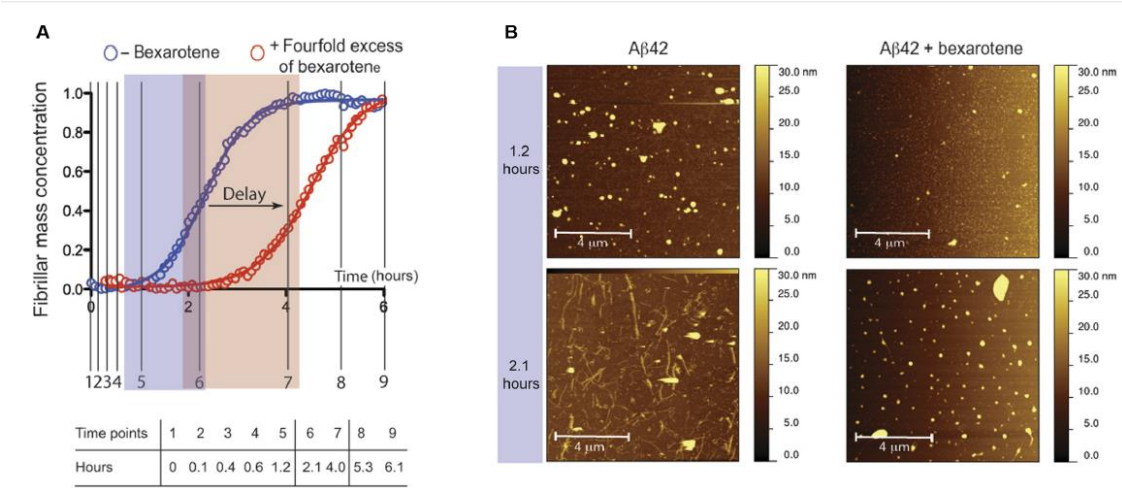 A
– Bexarotene
+ Fourfold excess
of bexarotene
Fibrillar mass concentration
1.0
0.8
0.6
0.4
0.2
0.0
Delay
Time (hours)
0 2 4 6
1 2 3 4 5 6 7 8 9
Time points 1 2 3 4 5 6 7 8 9
Hours 0 0.1 0.4 0.6 1.2 2.1 4.0 5.3 6.1
B
Aβ42
Aβ42 + bexarotene
1.2
hours
4 μm
30.0 nm
25.0
20.0
15.0
10.0
5.0
0.0
4 μm
30.0 nm
25.0
20.0
15.0
10.0
5.0
0.0
2.1
hours
4 μm
30.0 nm
25.0
20.0
15.0
10.0
5.0
0.0
4 μm
30.0 nm
25.0
20.0
15.0
10.0
5.0
0.0